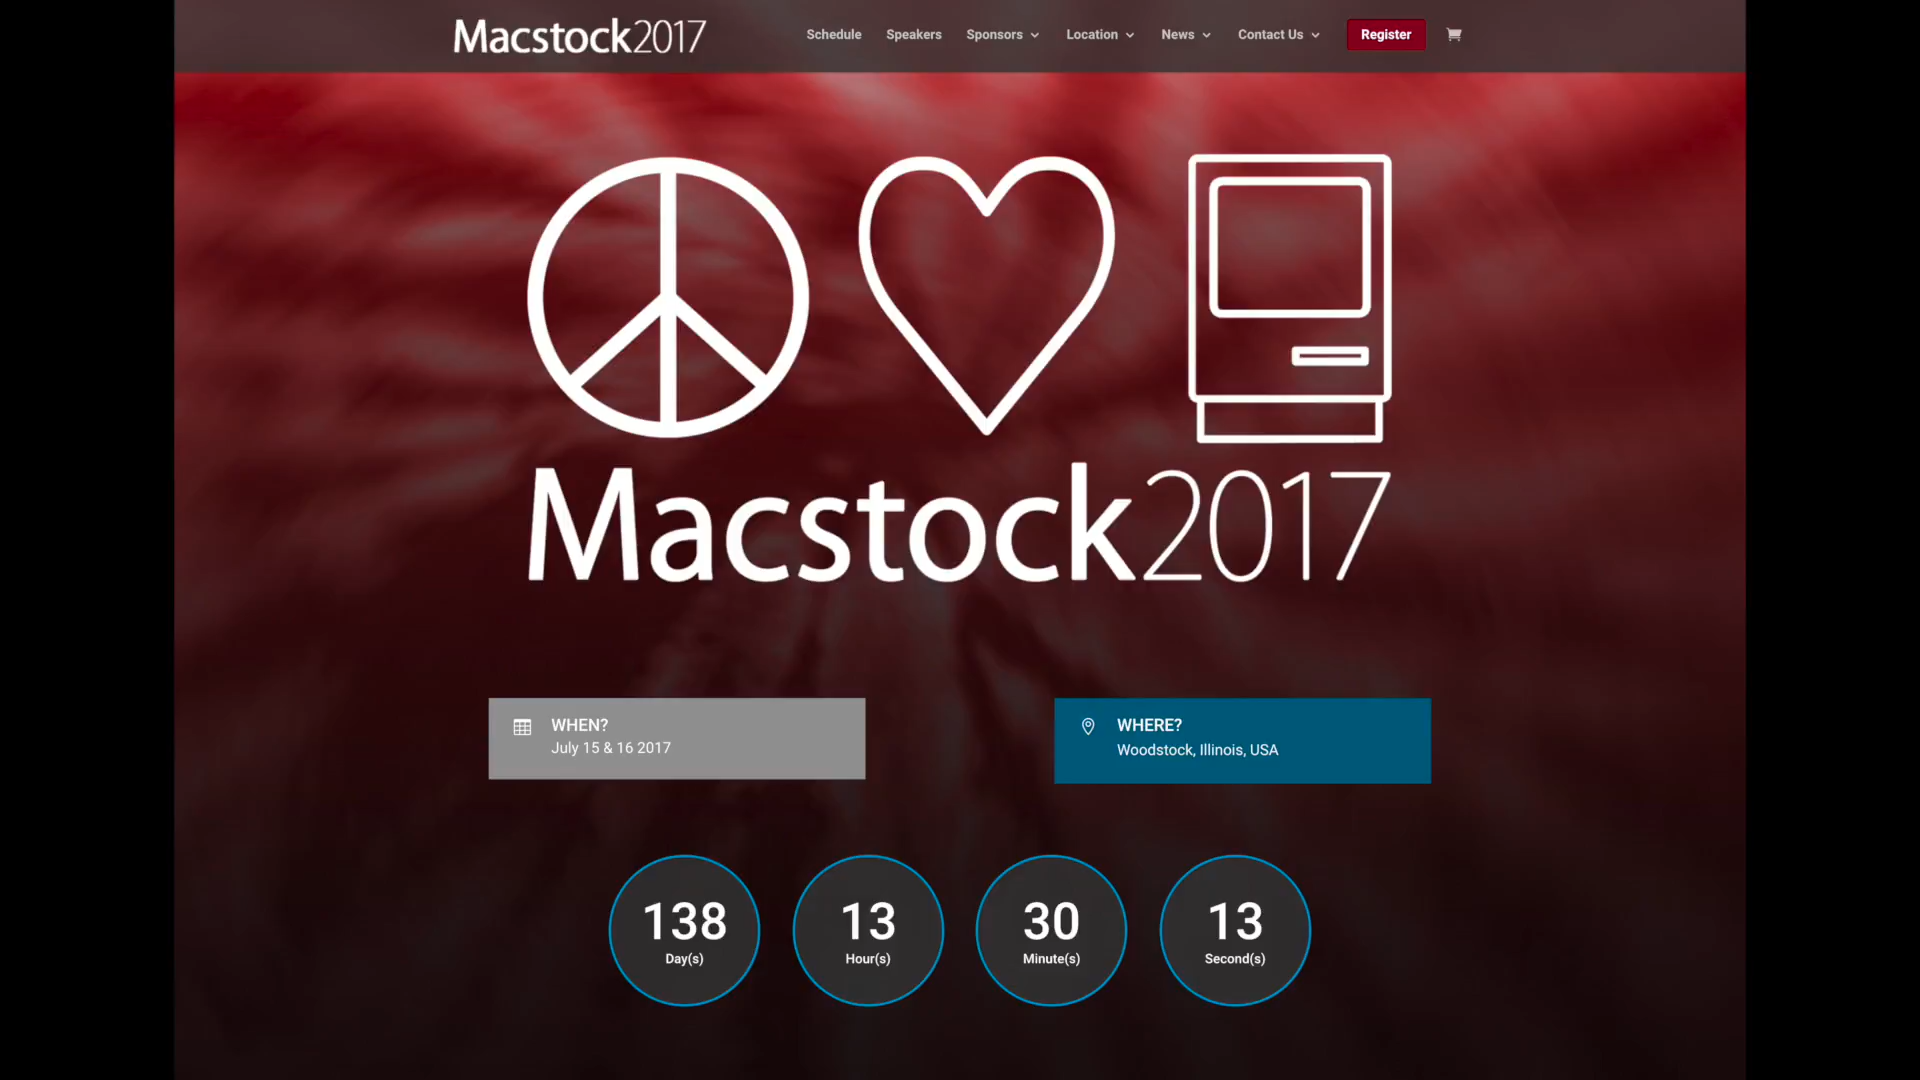 Macstock2017
Schedule
Speakers
Sponsors
Location
News
Contact Us
Register
Macstock2017
WHEN?
July 15 & 16 2017
WHERE?
Woodstock, Illinois, USA
138
Day(s)
13
Hour(s)
30
Minute(s)
13
Second(s)